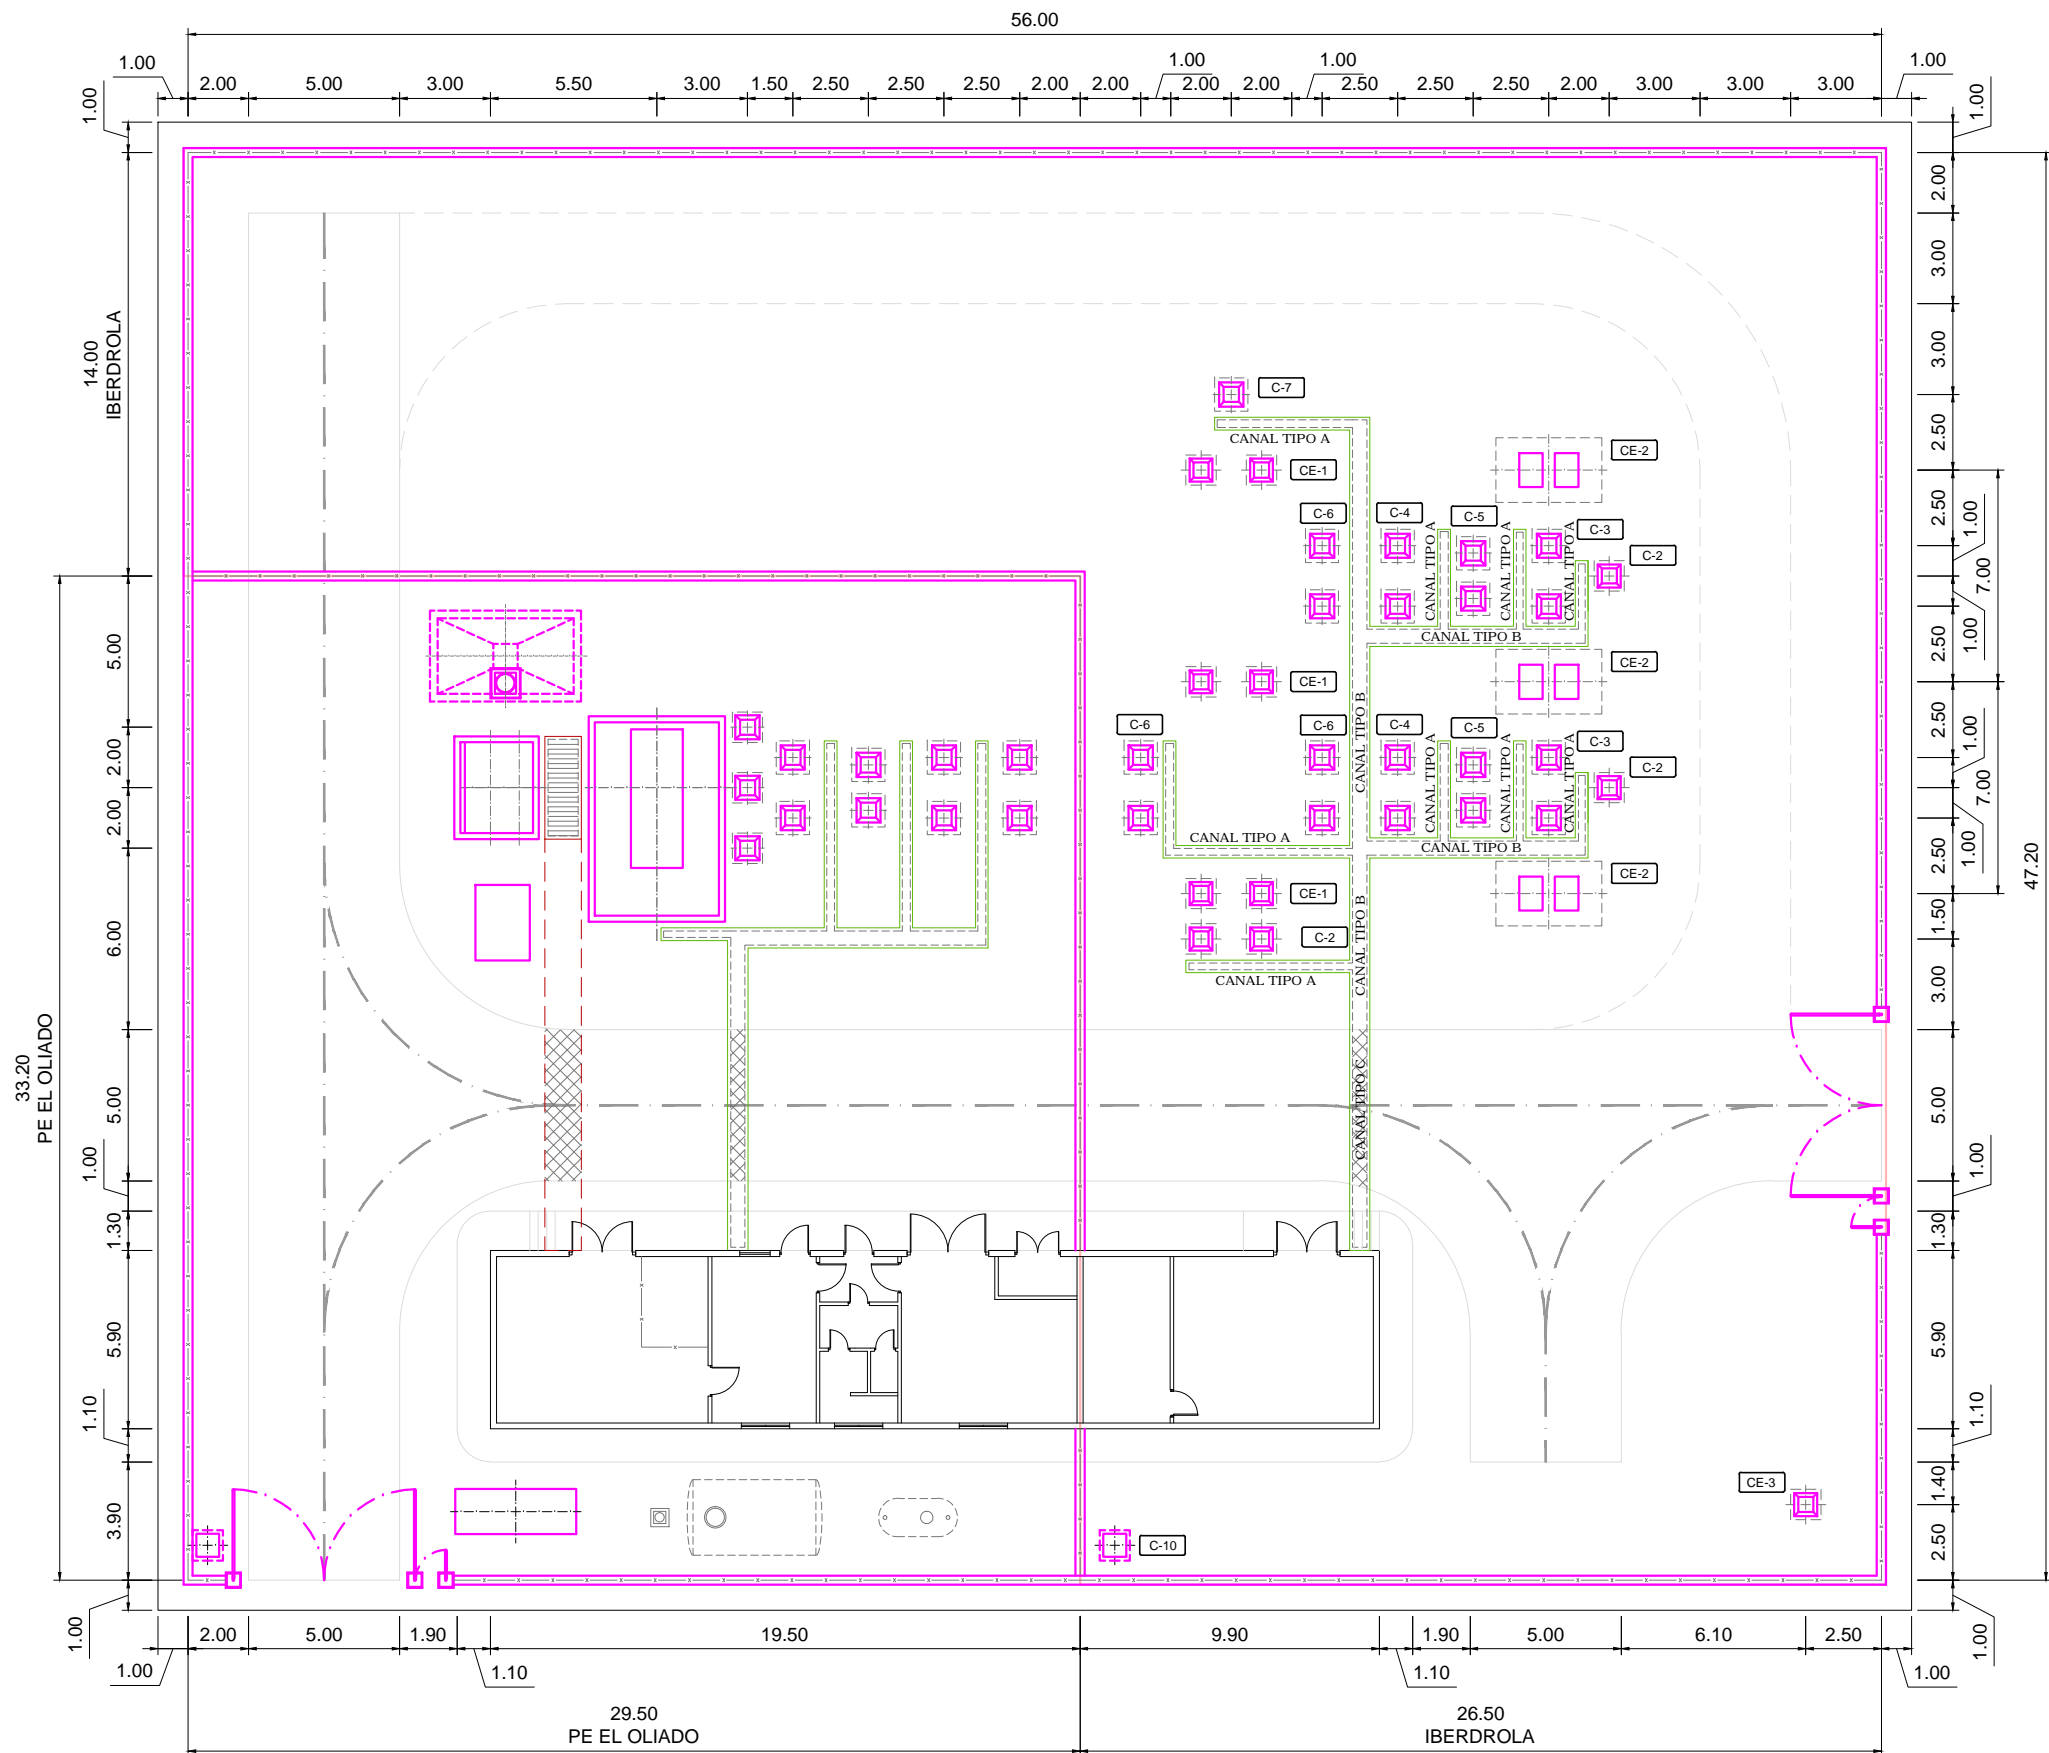 56.00
1.00
1.00
1.00
1.00
2.00
5.00
3.00
5.50
3.00
1.50
2.50
2.50
2.50
2.00
2.00
2.00
2.00
2.50
2.50
2.50
2.00
3.00
3.00
3.00
1.00
1.00
14.00
IBERDROLA
33.20
PE EL OLIADO
5.00
2.00
2.00
6.00
5.00
1.00
1.30
5.90
1.10
3.90
1.00
C-7
CANAL TIPO A
CE-1
CE-2
C-6
C-4
C-5
C-3
C-2
CANAL TIPO A
CANAL TIPO A
CANAL TIPO A
CANAL TIPO B
CE-1
CE-2
CANAL TIPO B
C-6
C-6
C-4
C-5
C-3
C-2
CANAL TIPO A
CANAL TIPO A
CANAL TIPO A
CANAL TIPO A
CANAL TIPO B
CE-1
CE-2
C-2
CANAL TIPO B
CANAL TIPO A
CANAL TIPO C
CE-3
C-10
2.00
3.00
3.00
2.50
2.50
1.00
7.00
1.00
2.50
2.50
1.00
7.00
1.00
2.50
1.50
3.00
5.00
1.00
1.30
5.90
1.10
1.40
2.50
1.00
47.20
2.00
5.00
1.90
19.50
9.90
1.90
5.00
6.10
2.50
1.00
1.10
1.10
1.00
29.50
PE EL OLIADO
26.50
IBERDROLA